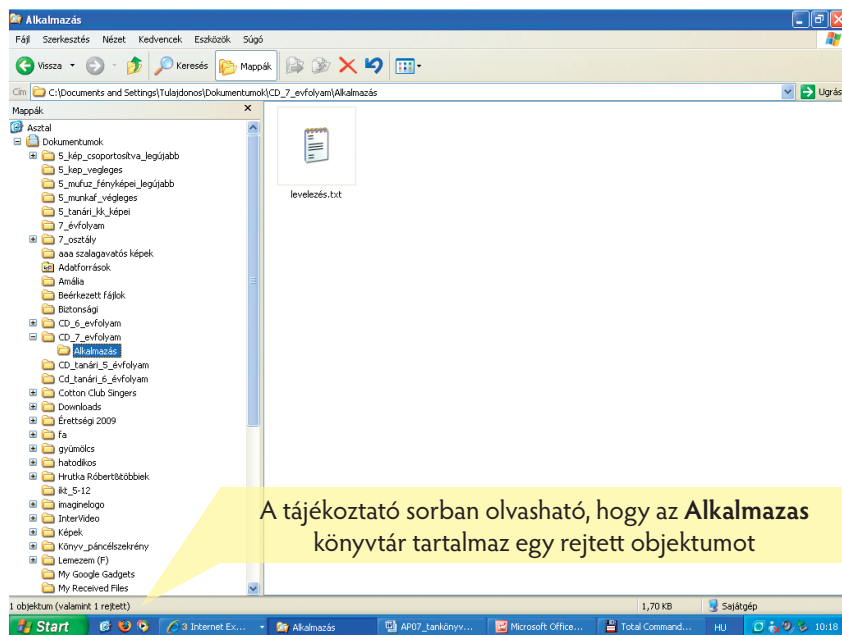 Alkalmazás
Fájl Szerkesztés Nézet Kedvencek Eszközök Súgó
Vissza Keresés Mappák
Cím C:\Documents and Settings\Tulajdonos\Dokumentumok\CD_7_evfolyam\Alkalmazás Ugrás
Mappák
Asztal
Dokumentumok
5_kép_csoportosítva_legújabb
5_kep_vegleges
5_mufuz_fényképei_legújabb
5_munkaf_végleges
5_tanári_kk_képei
7_évfolyam
7_osztály
aaa szalagavatós képek
Adatforrások
Amália
Beérkezett fájlok
Biztonsági
CD_6_evfolyam
CD_7_evfolyam
Alkalmazás
CD_tanári_5_évfolyam
Cd_tanári_6_évfolyam
Cotton Club Singers
Downloads
Érettségi 2009
fa
gyümölcs
hatodikos
Hrutka Róbert&többiek
ikt_5-12
imaginelogo
InterVideo
Képek
Könyv_páncélszekrény
Lemezem (F)
My Google Gadgets
My Received Files
levelezés.txt
A tájékoztató sorban olvasható, hogy az Alkalmazas
könyvtár tartalmaz egy rejtett objektumot
1 objektum (valamint 1 rejtett) 1,70 KB Sajátgép
Start 3 Internet Ex... Alkalmazás AP07_tankönyv... Microsoft Office... Total Command... HU 10:18